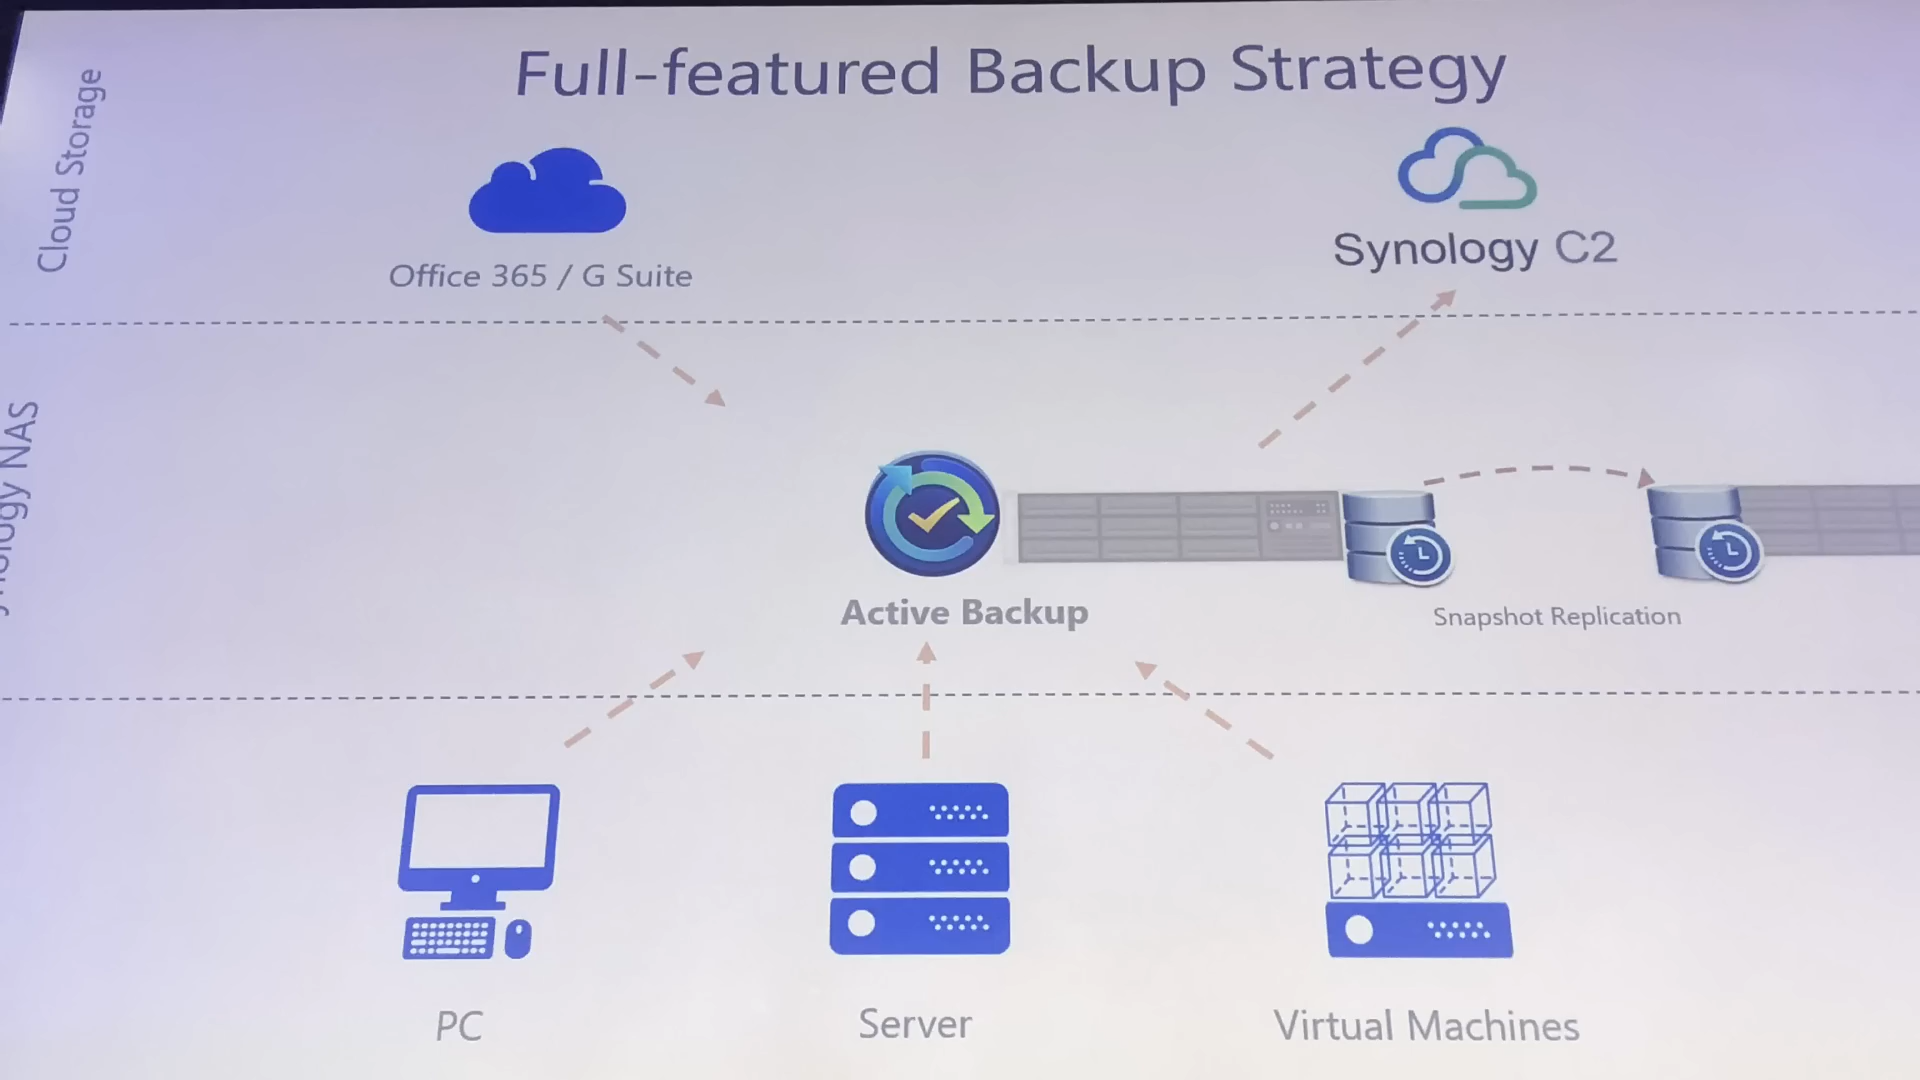 Full-featured Backup Strategy
Cloud Storage
Office 365 / G Suite
Synology C2
NAS
Active Backup
Snapshot Replication
PC
Server
Virtual Machines